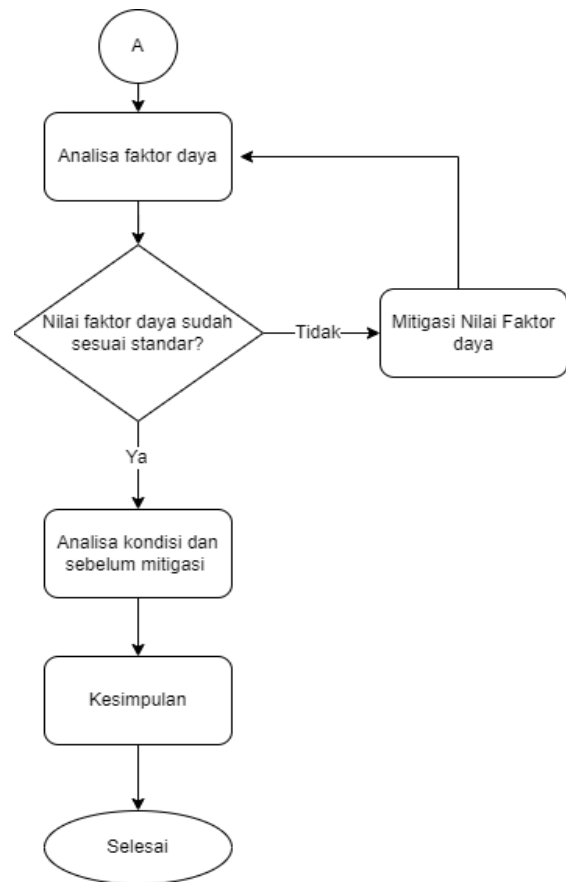 A
Analisa faktor daya
Nilai faktor daya sudah
sesuai standar?
Tidak
Mitigasi Nilai Faktor
daya
Ya
Analisa kondisi dan
sebelum mitigasi
Kesimpulan
Selesai